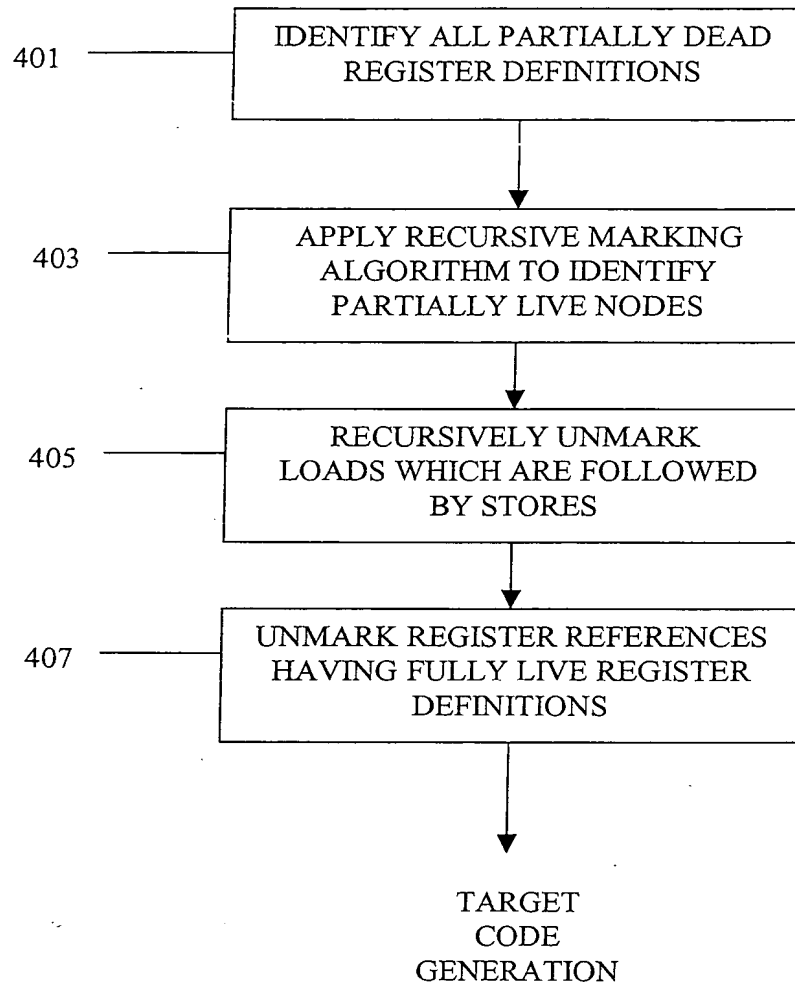 401
IDENTIFY ALL PARTIALLY DEAD
REGISTER DEFINITIONS
403
APPLY RECURSIVE MARKING
ALGORITHM TO IDENTIFY
PARTIALLY LIVE NODES
405
RECURSIVELY UNMARK
LOADS WHICH ARE FOLLOWED
BY STORES
407
UNMARK REGISTER REFERENCES
HAVING FULLY LIVE REGISTER
DEFINITIONS
TARGET
CODE
GENERATION